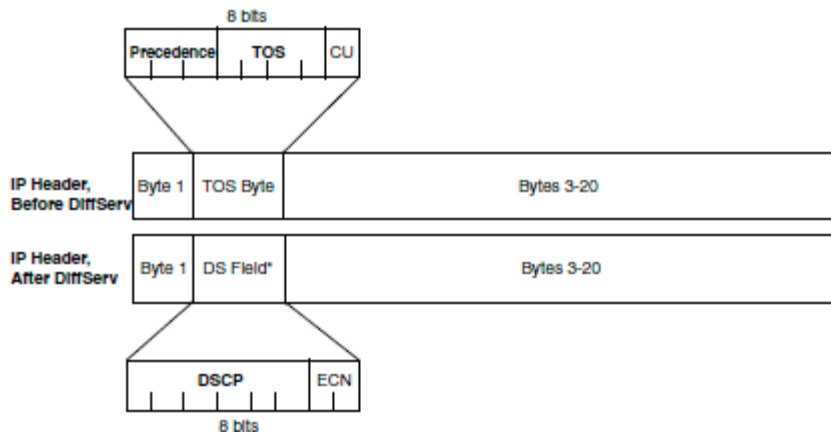 8 bits
Precedence TOS CU
IP Header,
Before DiffServ
Byte 1 TOS Byte Bytes 3-20
IP Header,
After DiffServ
Byte 1 DS Field* Bytes 3-20
DSCP ECN
8 bits